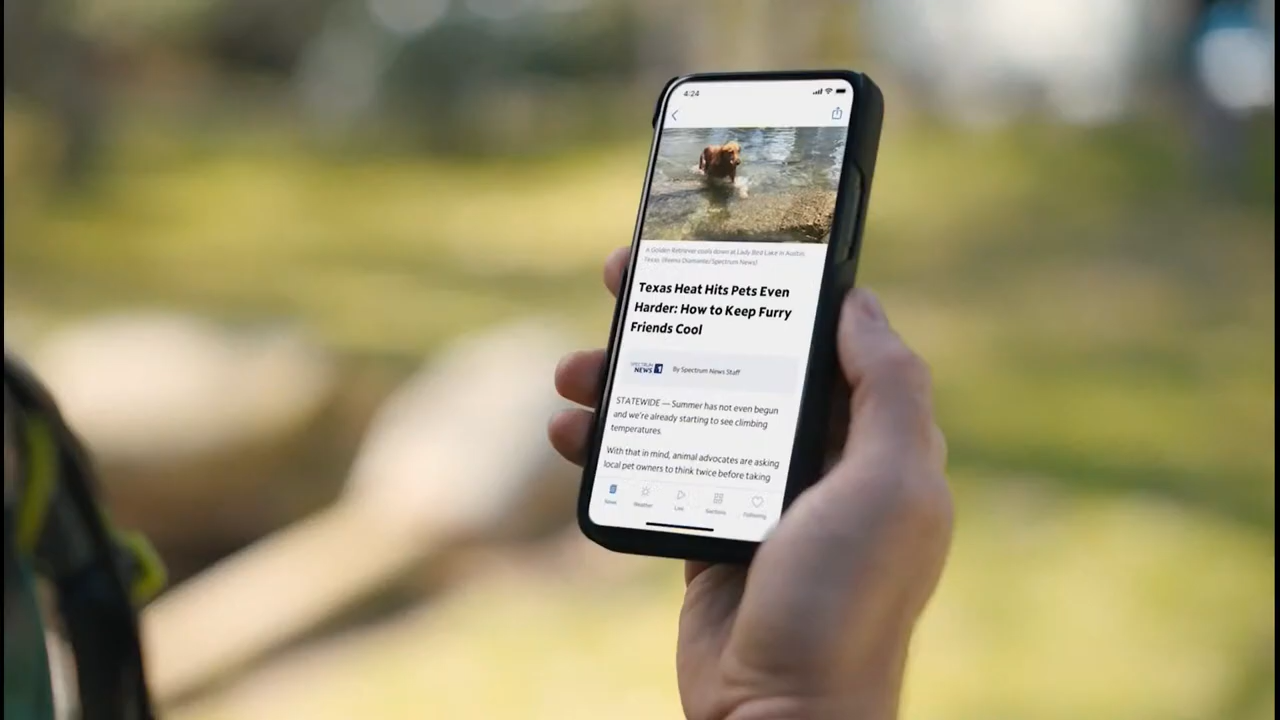 4:24
A Golden Retriever cools down at Lady Bird Lake in Austin,
Texas. (Reena Diamante/Spectrum News)
Texas Heat Hits Pets Even
Harder: How to Keep Furry
Friends Cool
SPECTRUM
NEWS 1
By Spectrum News Staff
STATEWIDE — Summer has not even begun
and we're already starting to see climbing
temperatures.
With that in mind, animal advocates are asking
local pet owners to think twice before taking
News Weather Live Sections Following